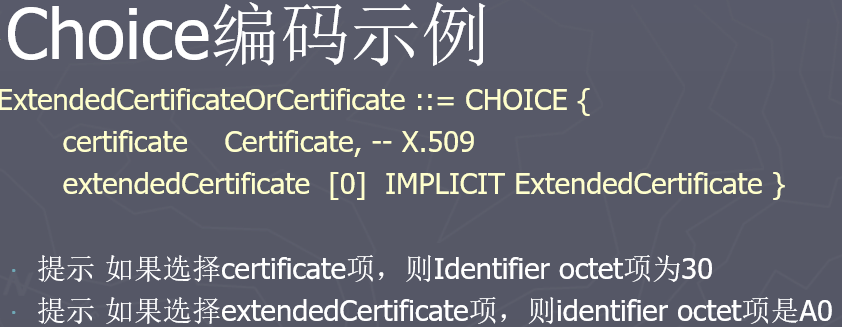 Choice编码示例
ExtendedCertificateOrCertificate ::= CHOICE {
certificate Certificate, -- X.509
extendedCertificate [0] IMPLICIT ExtendedCertificate }
· 提示 如果选择certificate项，则Identifier octet项为30
· 提示 如果选择extendedCertificate项，则identifier octet项是A0